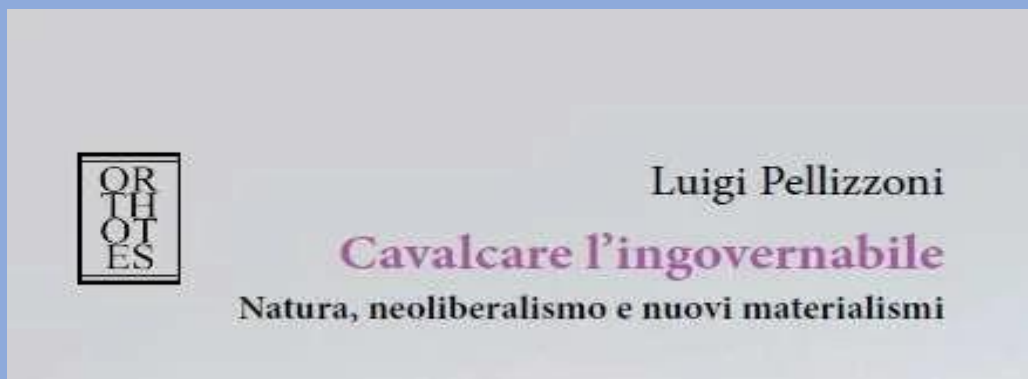 OR
TH
OT
ES
Luigi Pellizzoni
Cavalcare l’ingovernabile
Natura, neoliberalismo e nuovi materialismi